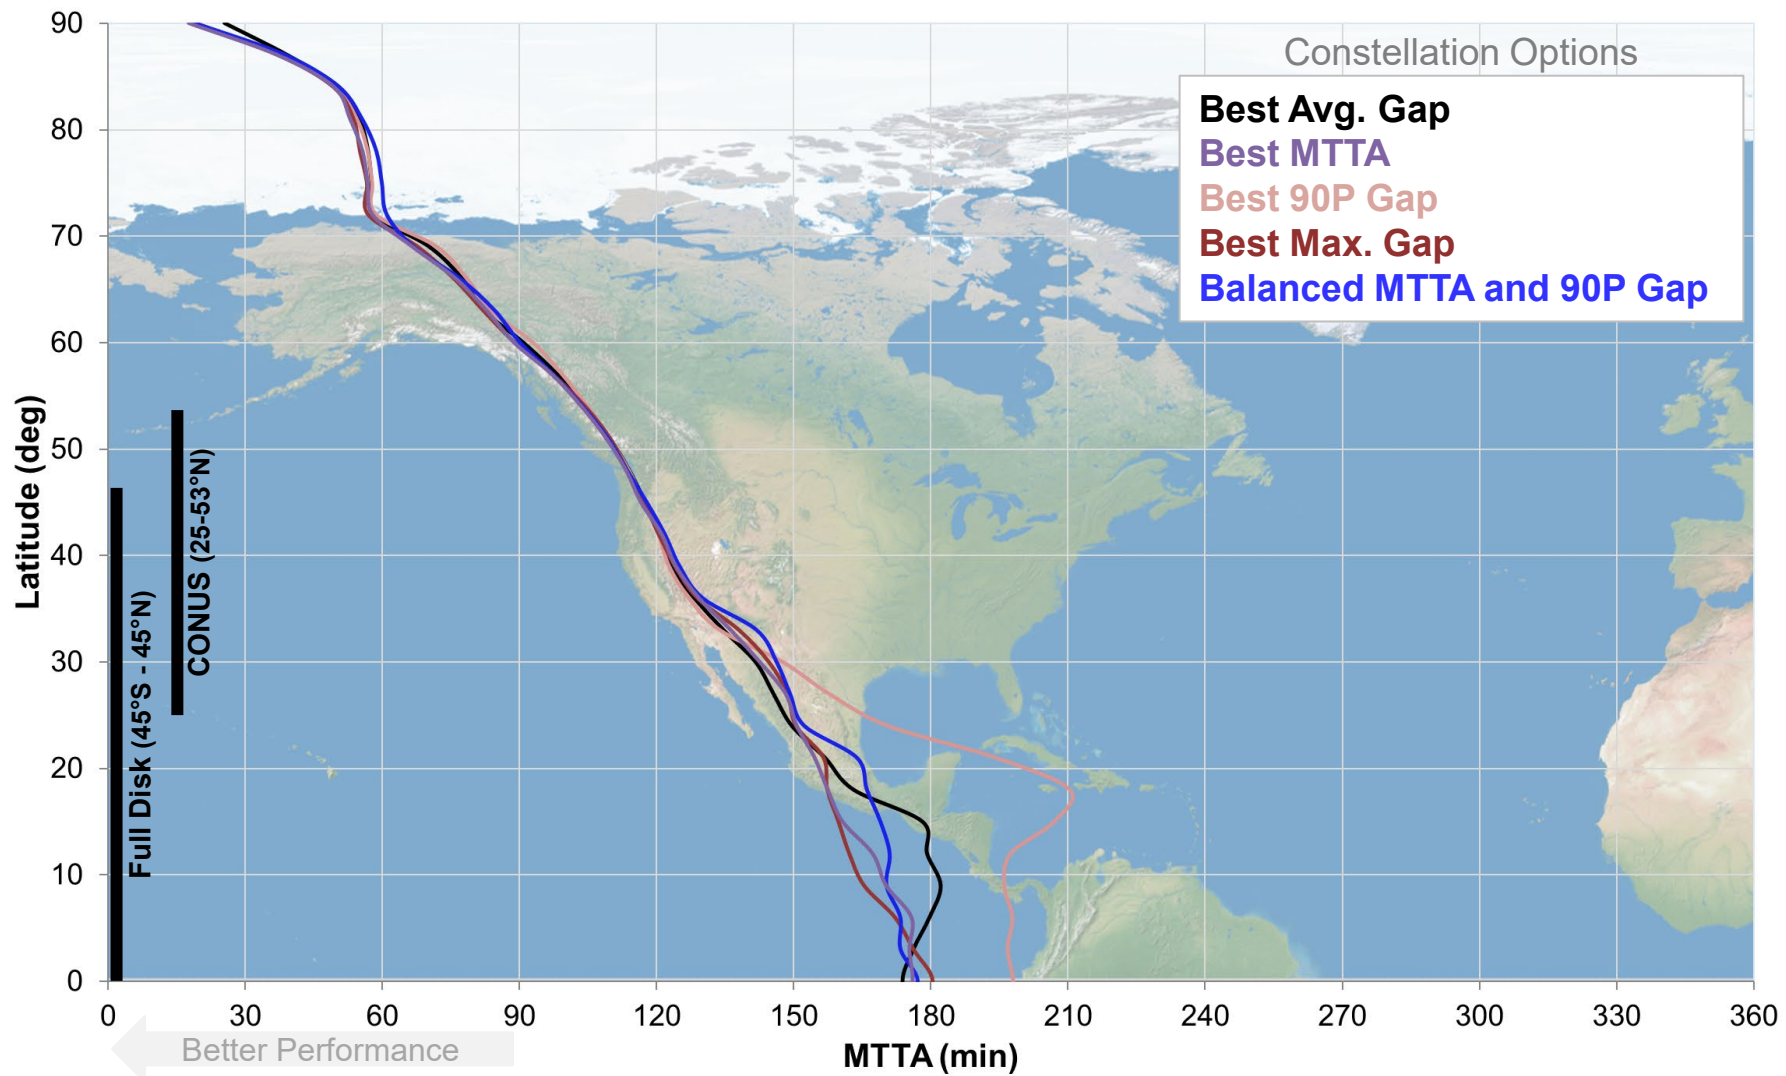 Constellation Options
Best Avg. Gap
Best MTTA
Best 90P Gap
Best Max. Gap
Balanced MTTA and 90P Gap
Latitude (deg)
90
80
70
60
50
40
30
20
10
0
Full Disk (45°S - 45°N)
CONUS (25-53°N)
0 30 60 90 120 150 180 210 240 270 300 330 360
Better Performance
MTTA (min)